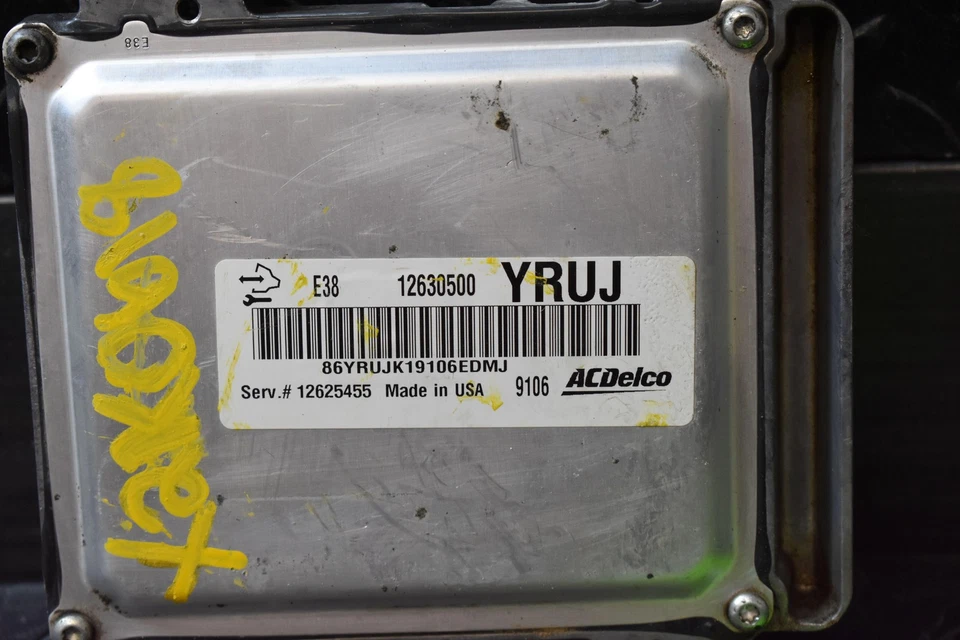 E38
E38 12630500 YRUJ
86YRUJK19106EDMJ
Serv.# 12625455 Made in USA 9106 ACDelco